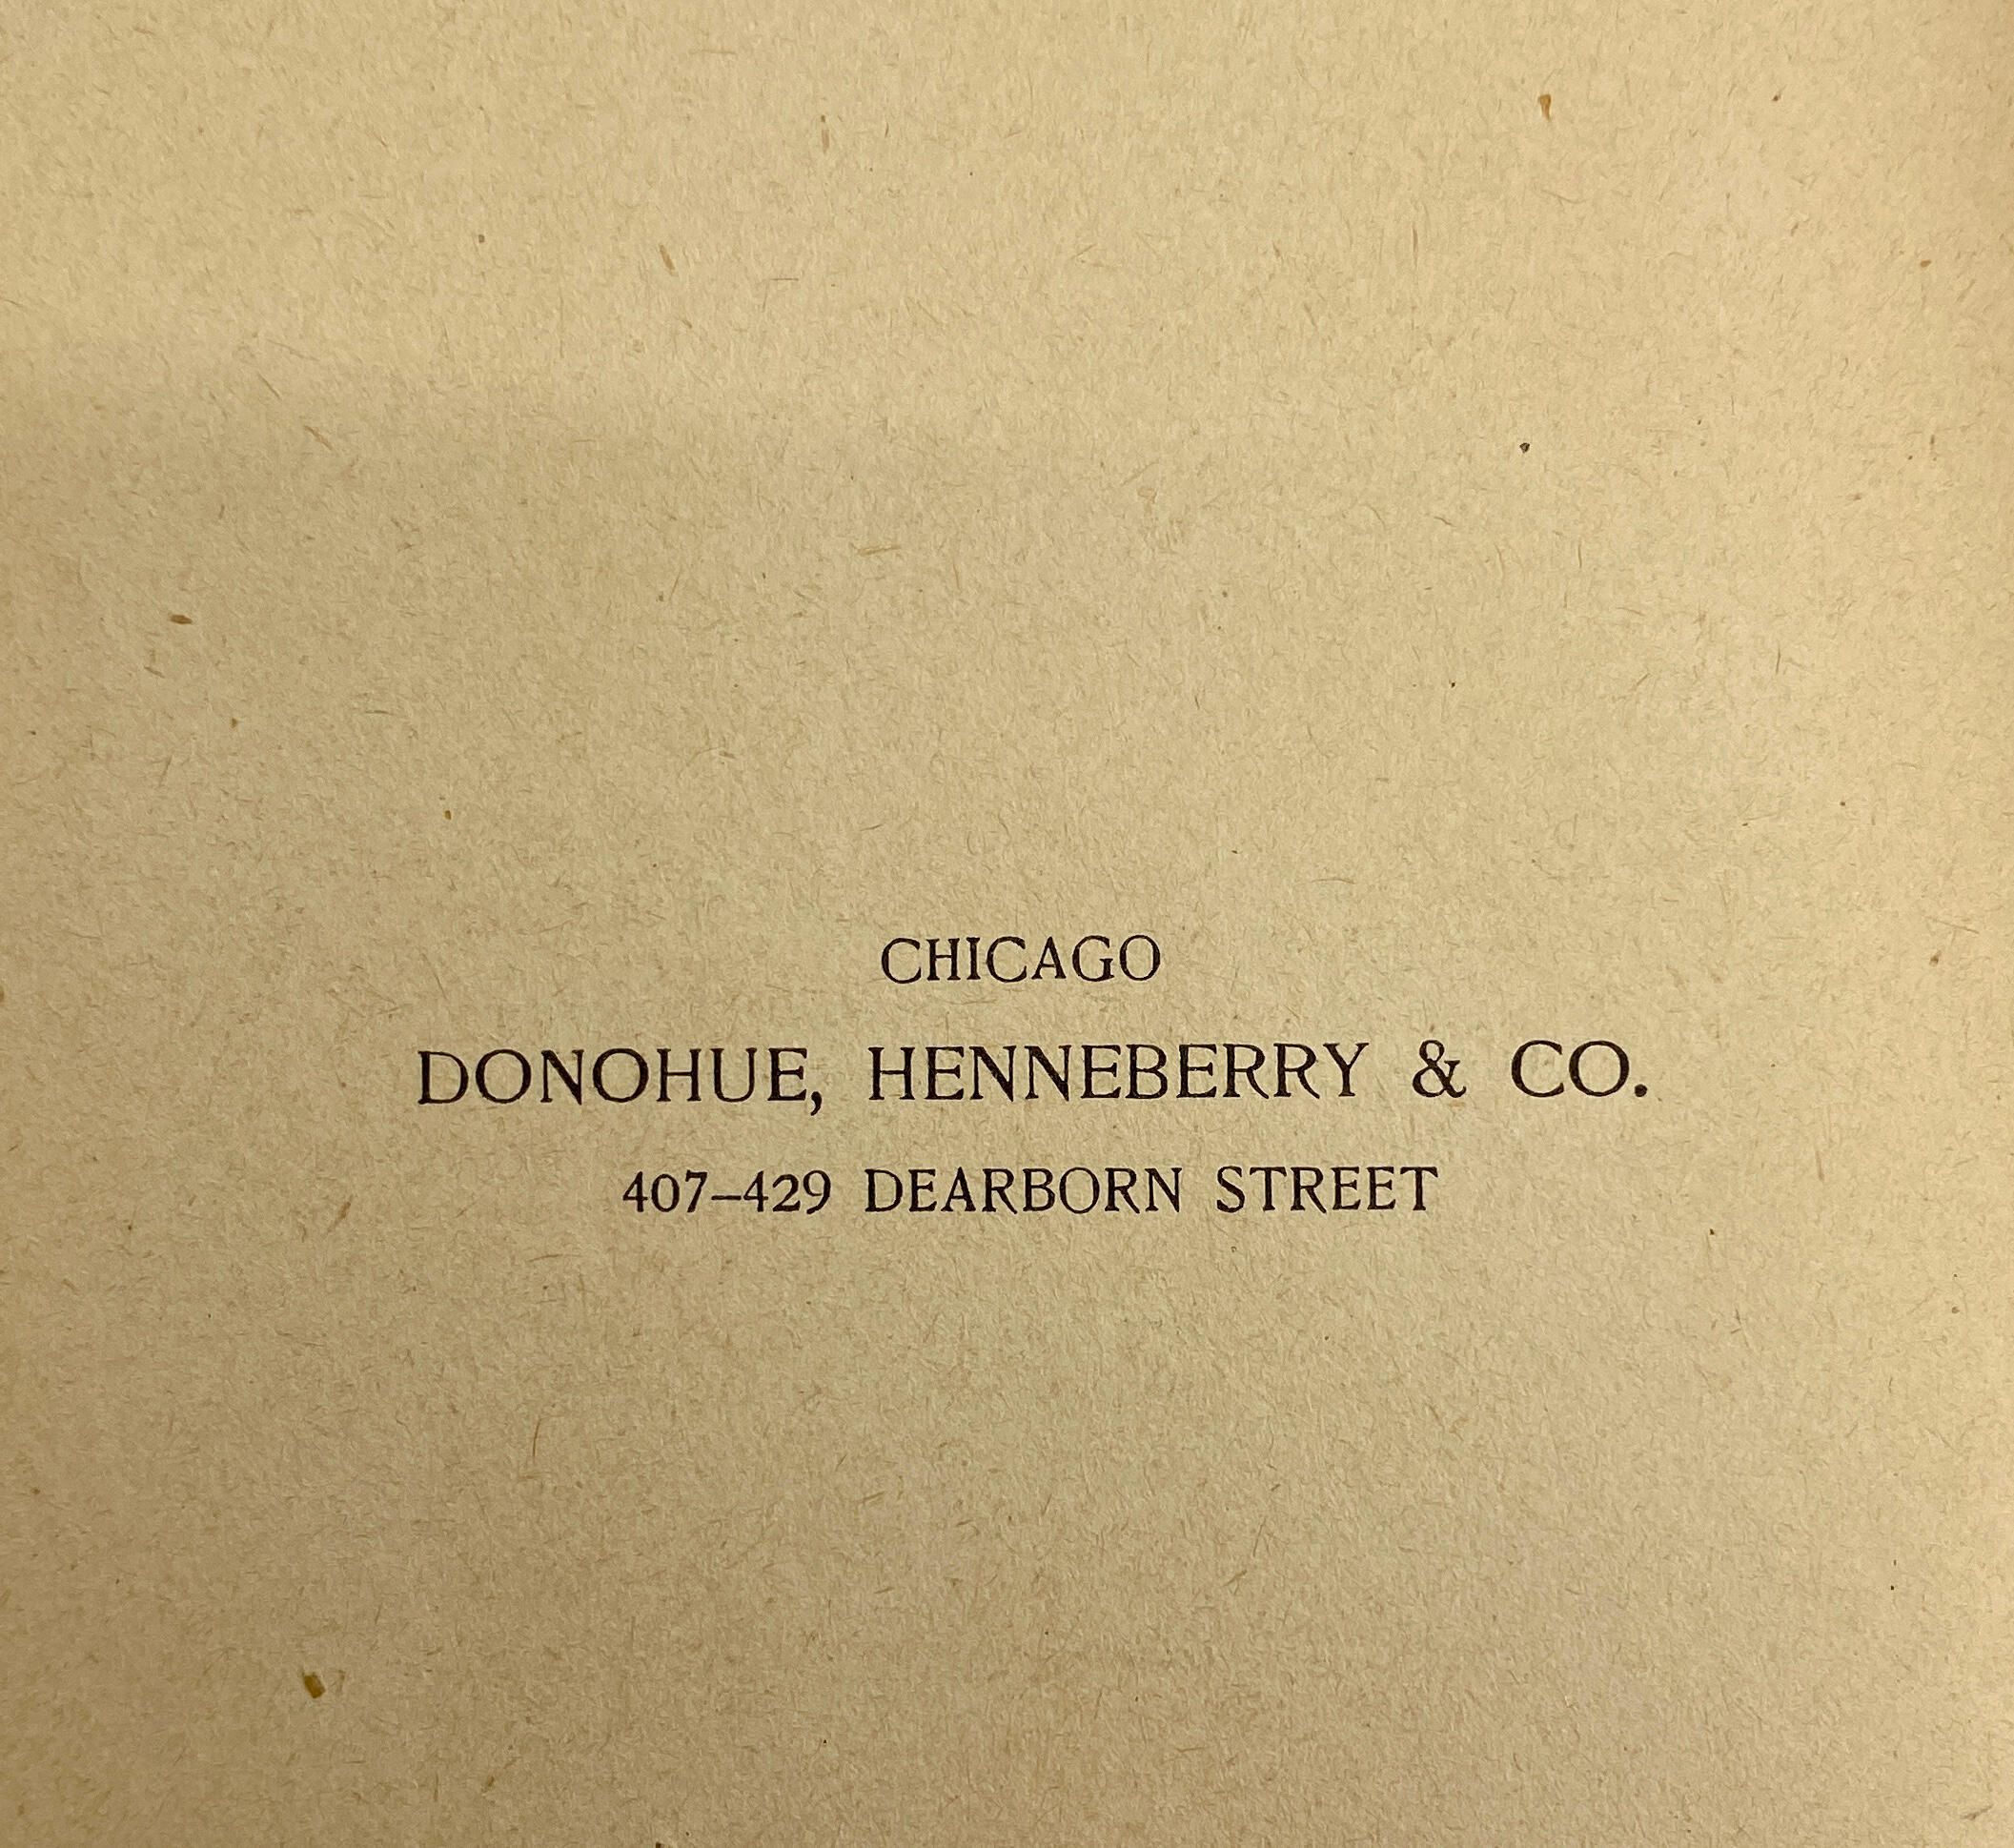 CHICAGO
DONOHUE, HENNEBERRY & CO.
407–429 DEARBORN STREET